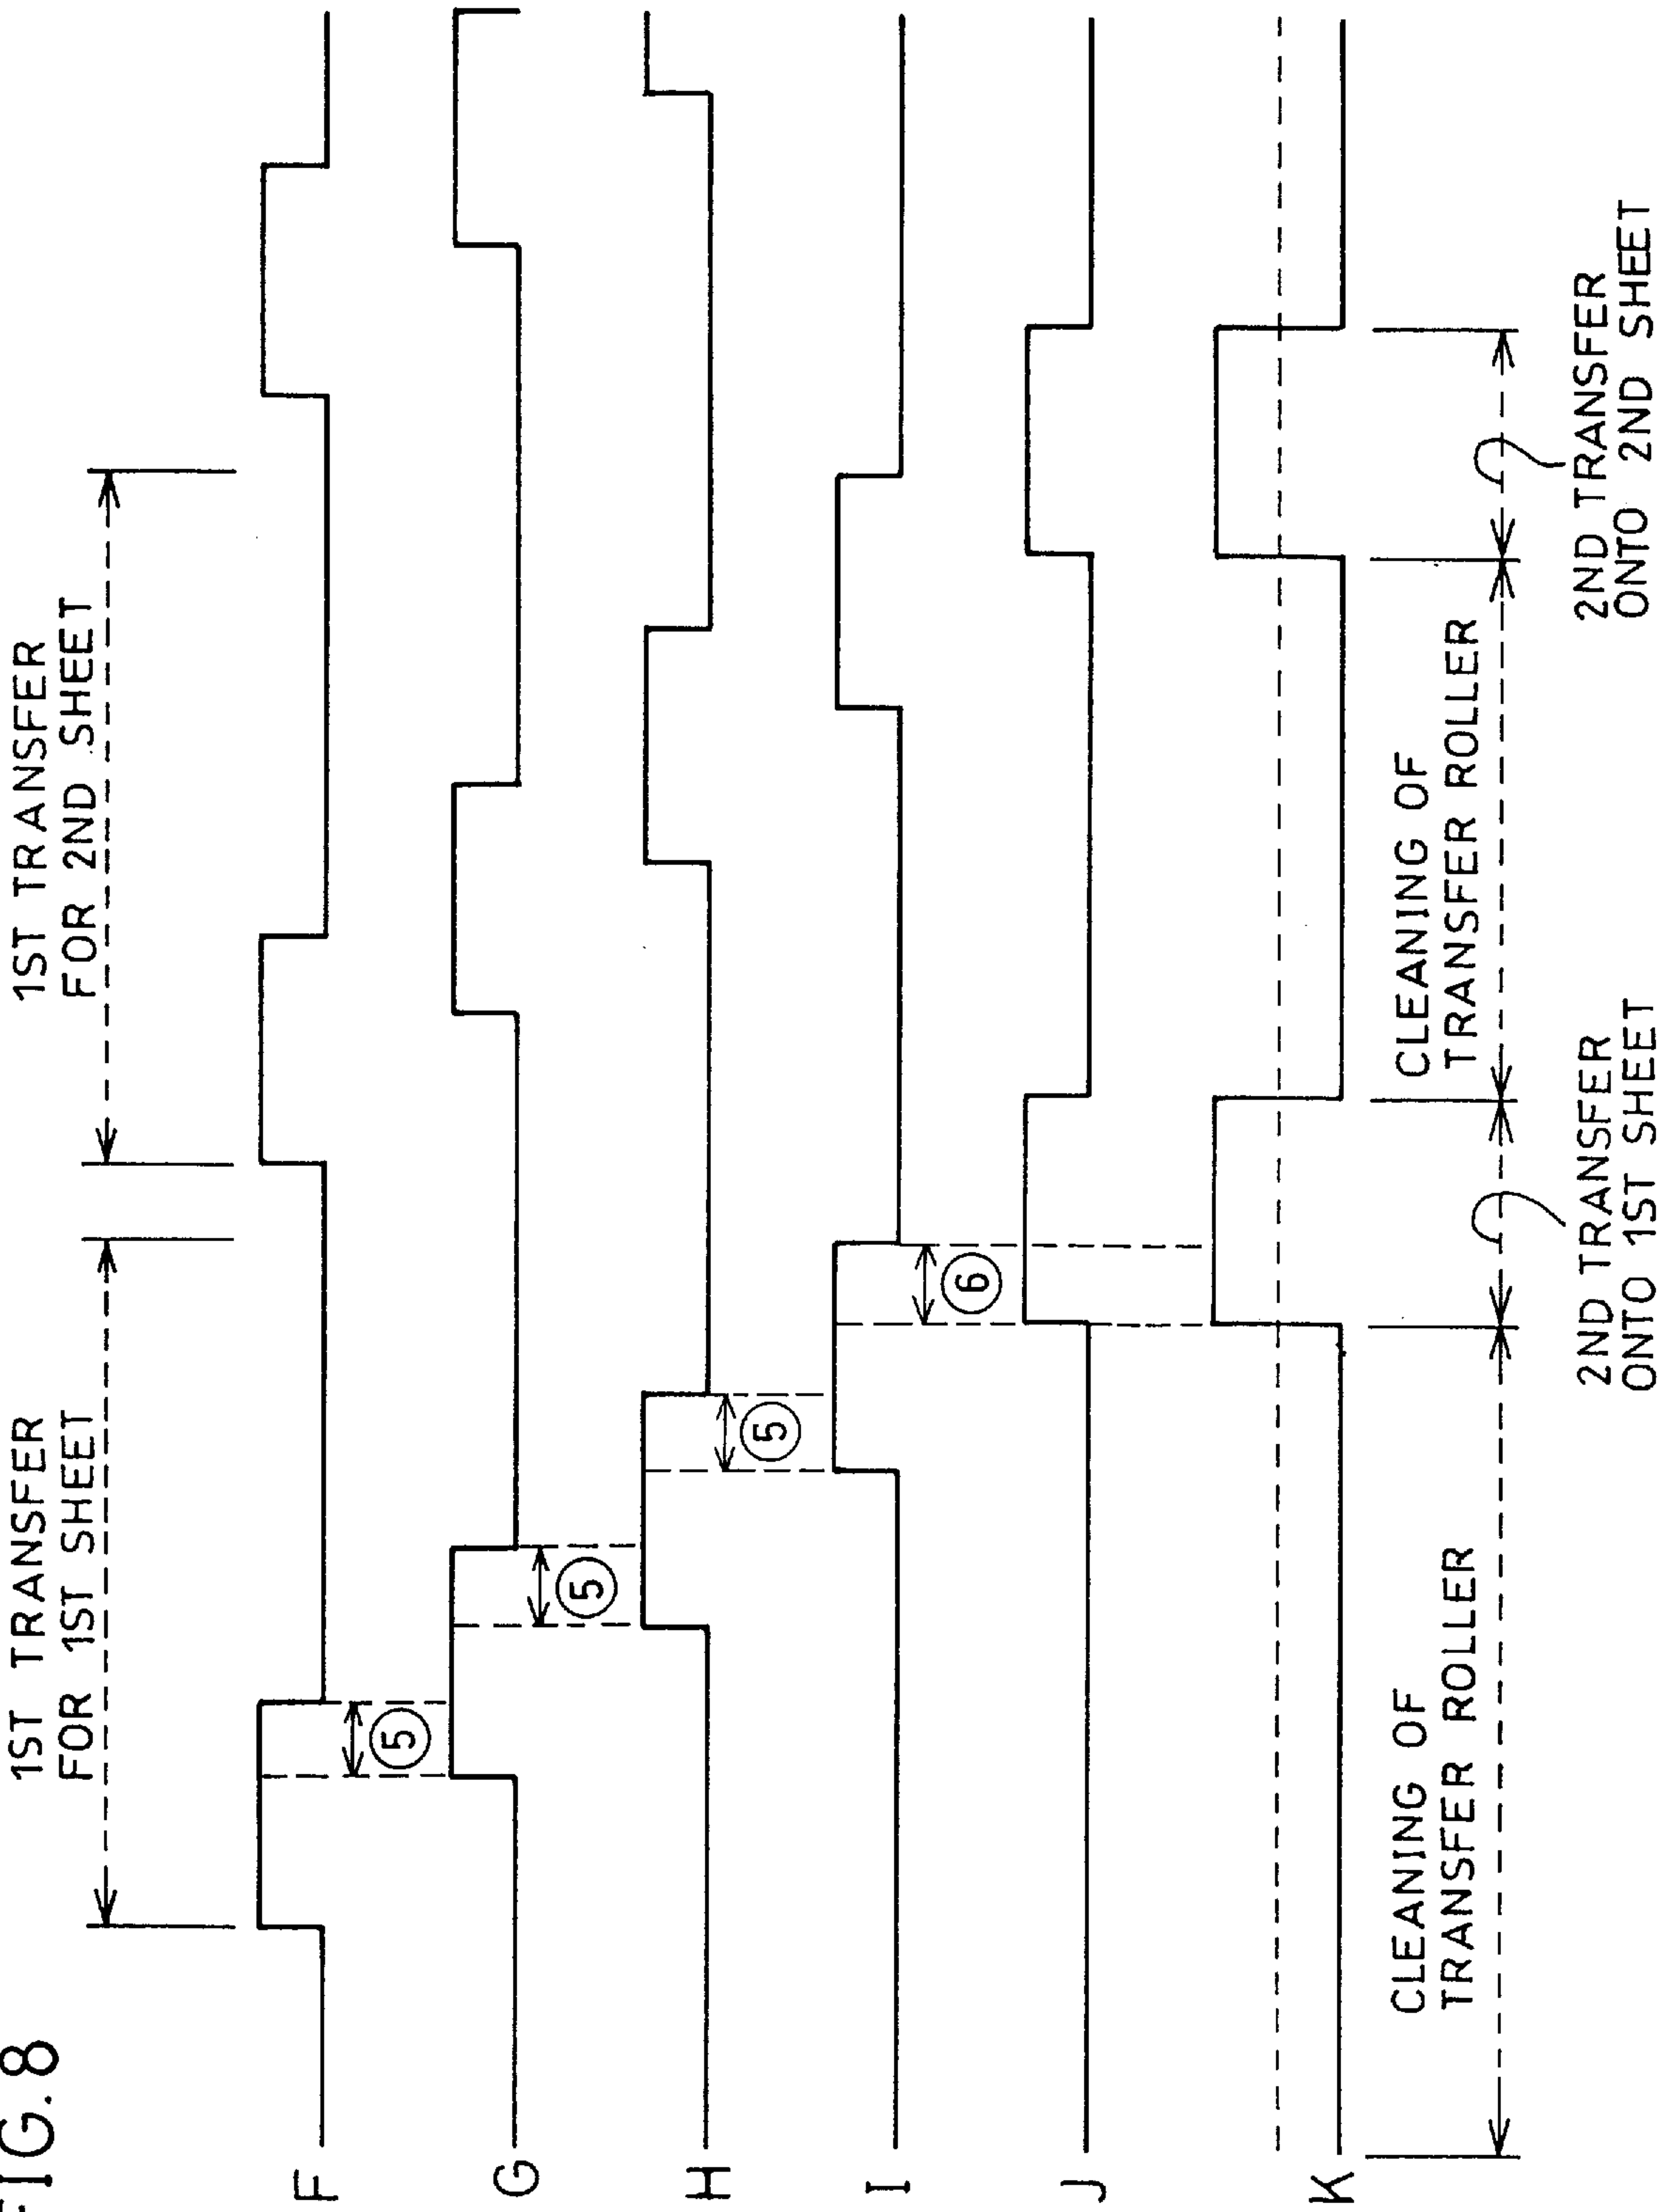 FIG. 8
1ST TRANSFER
FOR 1ST SHEET
1ST TRANSFER
FOR 2ND SHEET
F
5
G
5
H
5
I
6
J
K
CLEANING OF
TRANSFER ROLLER
CLEANING OF
TRANSFER ROLLER
2ND TRANSFER
ONTO 1ST SHEET
2ND TRANSFER
ONTO 2ND SHEET